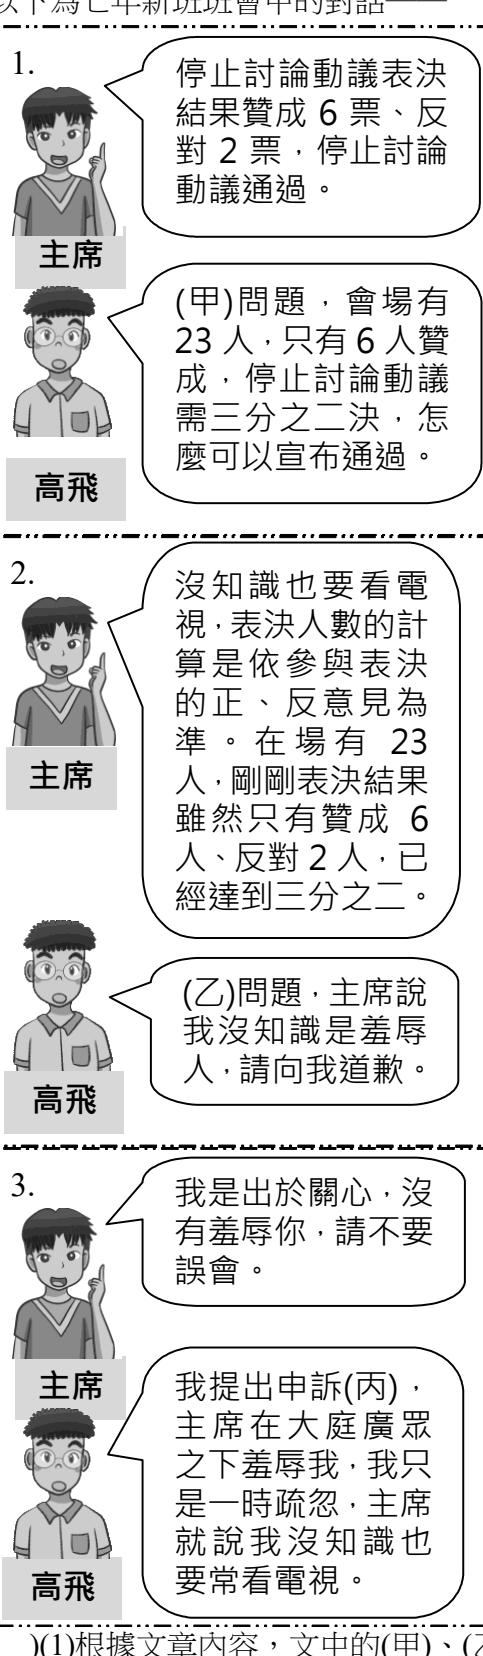 以下為七年新班班會中的對話——
1.
停止討論動議表決
結果贊成 6 票、反
對 2 票，停止討論
動議通過。
主席
(甲)問題，會場有
23 人，只有 6 人贊
成，停止討論動議
需三分之二決，怎
麼可以宣布通過。
高飛
2.
沒知識也要看電
視，表決人數的計
算是依參與表決
的正、反意見為
準。在場有 23
人，剛剛表決結果
雖然只有贊成 6
人、反對 2 人，已
經達到三分之二。
主席
(乙)問題，主席說
我沒知識是羞辱
人，請向我道歉。
高飛
3.
我是出於關心，沒
有羞辱你，請不要
誤會。
主席
我提出申訴(丙)，
主席在大庭廣眾
之下羞辱我，我只
是一時疏忽，主席
就說我沒知識也
要常看電視。
高飛
)(1)根據文章內容，文中的(甲)、(乙